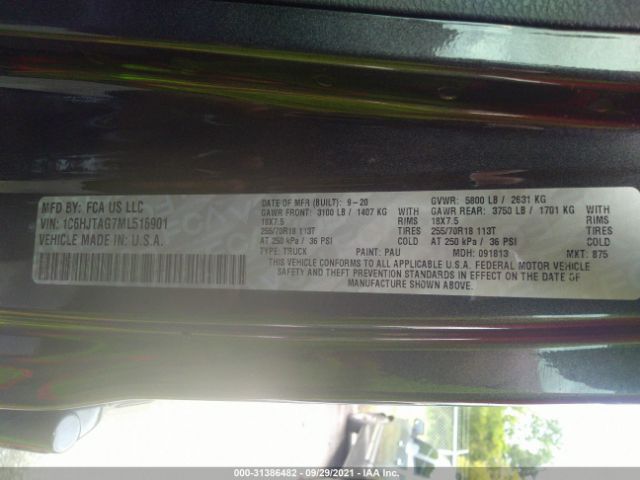 MFD BY: FCA US LLC
VIN: 1C6HJTAG7ML516901
VEHICLE MADE IN: U.S.A.
DATE OF MFR (BUILT): 9-20
GAWR FRONT: 3100 LB / 1407 KG WITH
18X7.5 RIMS
255/70R18 113T TIRES
AT 250 kPa / 36 PSI COLD
TYPE: TRUCK PAINT: PAU
GVWR: 5800 LB / 2631 KG
GAWR REAR: 3750 LB / 1701 KG WITH
18X7.5 RIMS
255/70R18 113T TIRES
AT 250 kPa / 36 PSI COLD
MDH: 091813 MKT: 875
THIS VEHICLE CONFORMS TO ALL APPLICABLE U.S.A. FEDERAL MOTOR VEHICLE
SAFETY AND THEFT PREVENTION STANDARDS IN EFFECT ON THE DATE OF
MANUFACTURE SHOWN ABOVE.
000-31386482 - 09/29/2021 - IAA Inc.